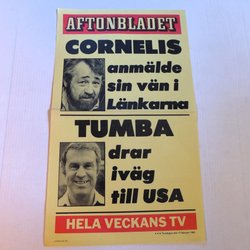 AFTONBLADET
CORNELIS
anmälde
sin vän i
Länkarna
TUMBA
drar
iväg
till USA
HELA VECKANS TV